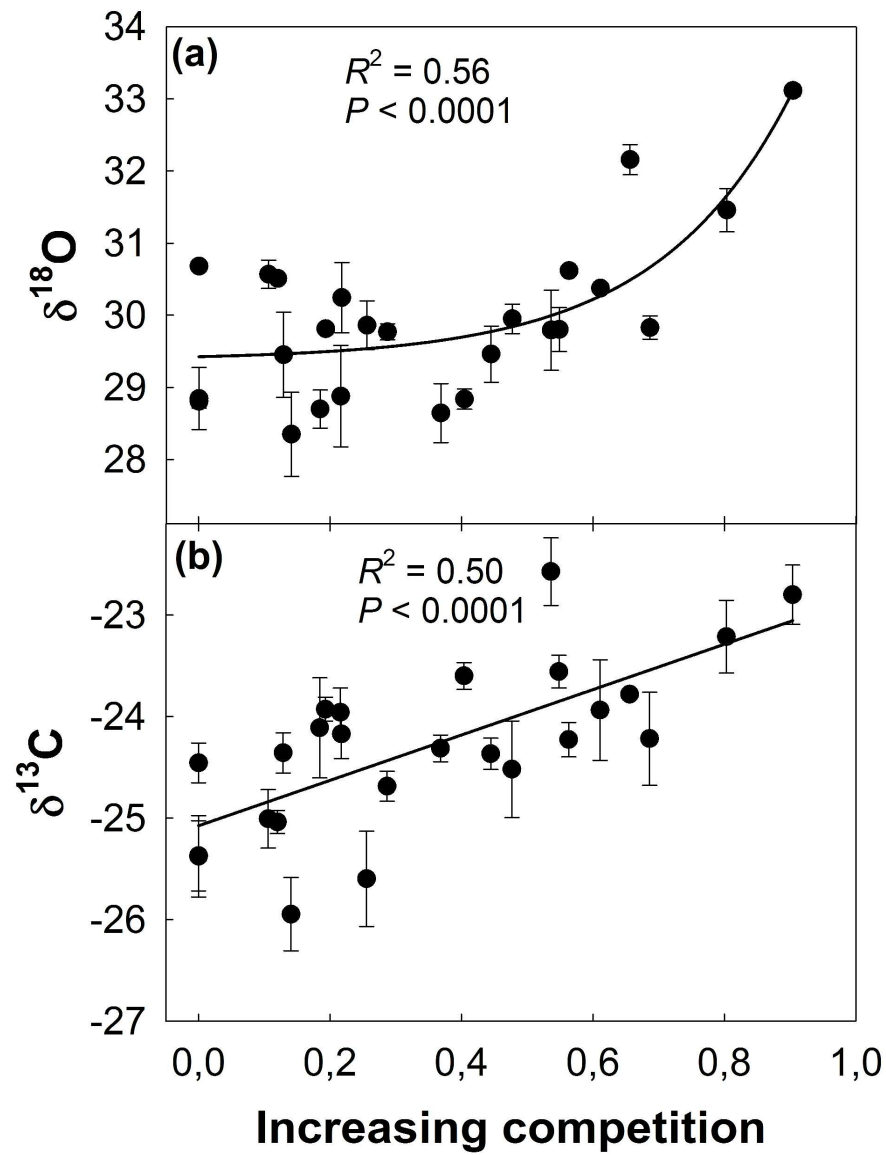 34
(a)
R² = 0.56
P < 0.0001
33
32
31
30
29
28
δ¹⁸O
(b)
R² = 0.50
P < 0.0001
-23
-24
-25
-26
-27
δ¹³C
0,0 0,2 0,4 0,6 0,8 1,0
Increasing competition